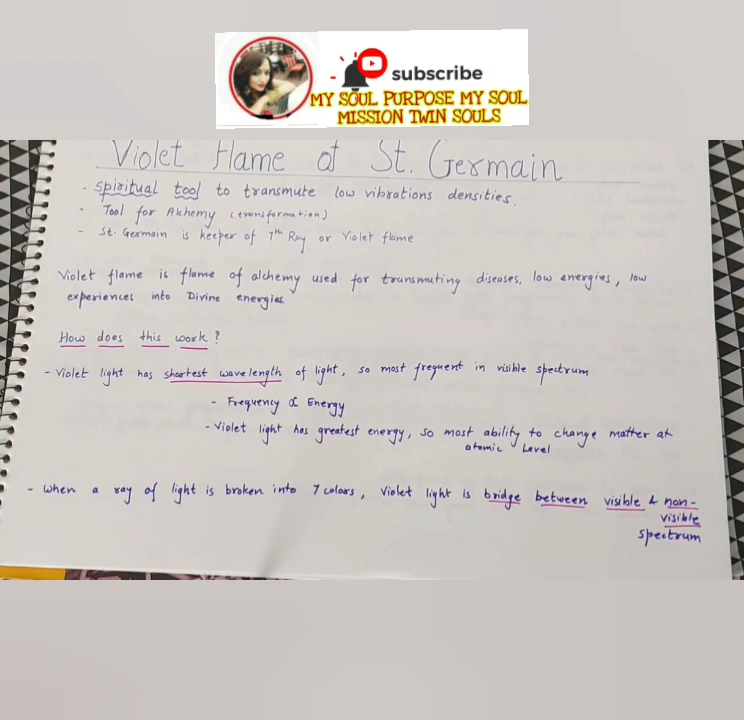 subscribe
MY SOUL PURPOSE MY SOUL
MISSION TWIN SOULS
Violet Flame of St. Germain
- spiritual tool to transmute low vibrations densities.
- Tool for Alchemy (transformation)
- St. Germain is keeper of 7th Ray or Violet flame
Violet flame is flame of alchemy used for transmuting diseases, low energies, low
experiences into Divine energies
How does this work?
- Violet light has shortest wavelength of light, so most frequent in visible spectrum
- Frequency ∝ Energy
- Violet light has greatest energy, so most ability to change matter at
atomic Level
- When a ray of light is broken into 7 colors, Violet light is bridge between visible & non-
visible
spectrum